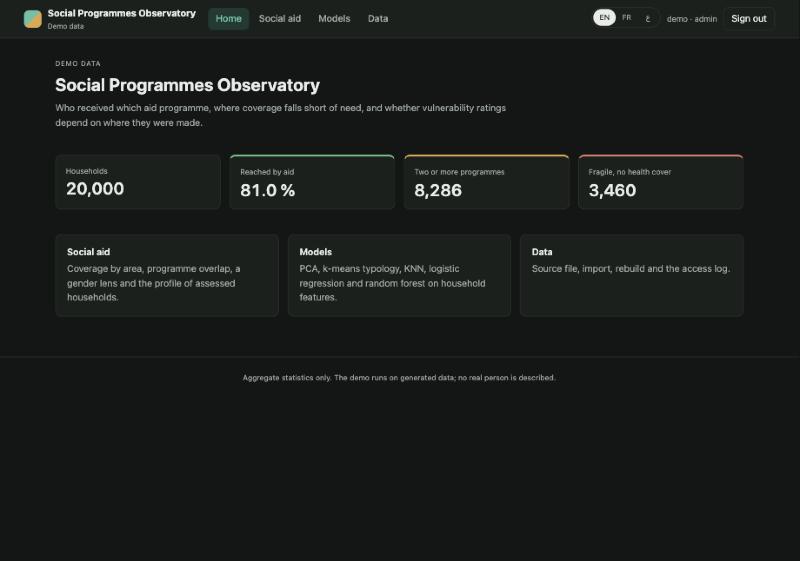 Social Programmes Observatory
Demo data
Home
Social aid
Models
Data
EN
FR
ع
demo · admin
Sign out
DEMO DATA
Social Programmes Observatory
Who received which aid programme, where coverage falls short of need, and whether vulnerability ratings
depend on where they were made.
Households
20,000
Reached by aid
81.0 %
Two or more programmes
8,286
Fragile, no health cover
3,460
Social aid
Coverage by area, programme overlap, a
gender lens and the profile of assessed
households.
Models
PCA, k-means typology, KNN, logistic
regression and random forest on household
features.
Data
Source file, import, rebuild and the access log.
Aggregate statistics only. The demo runs on generated data; no real person is described.